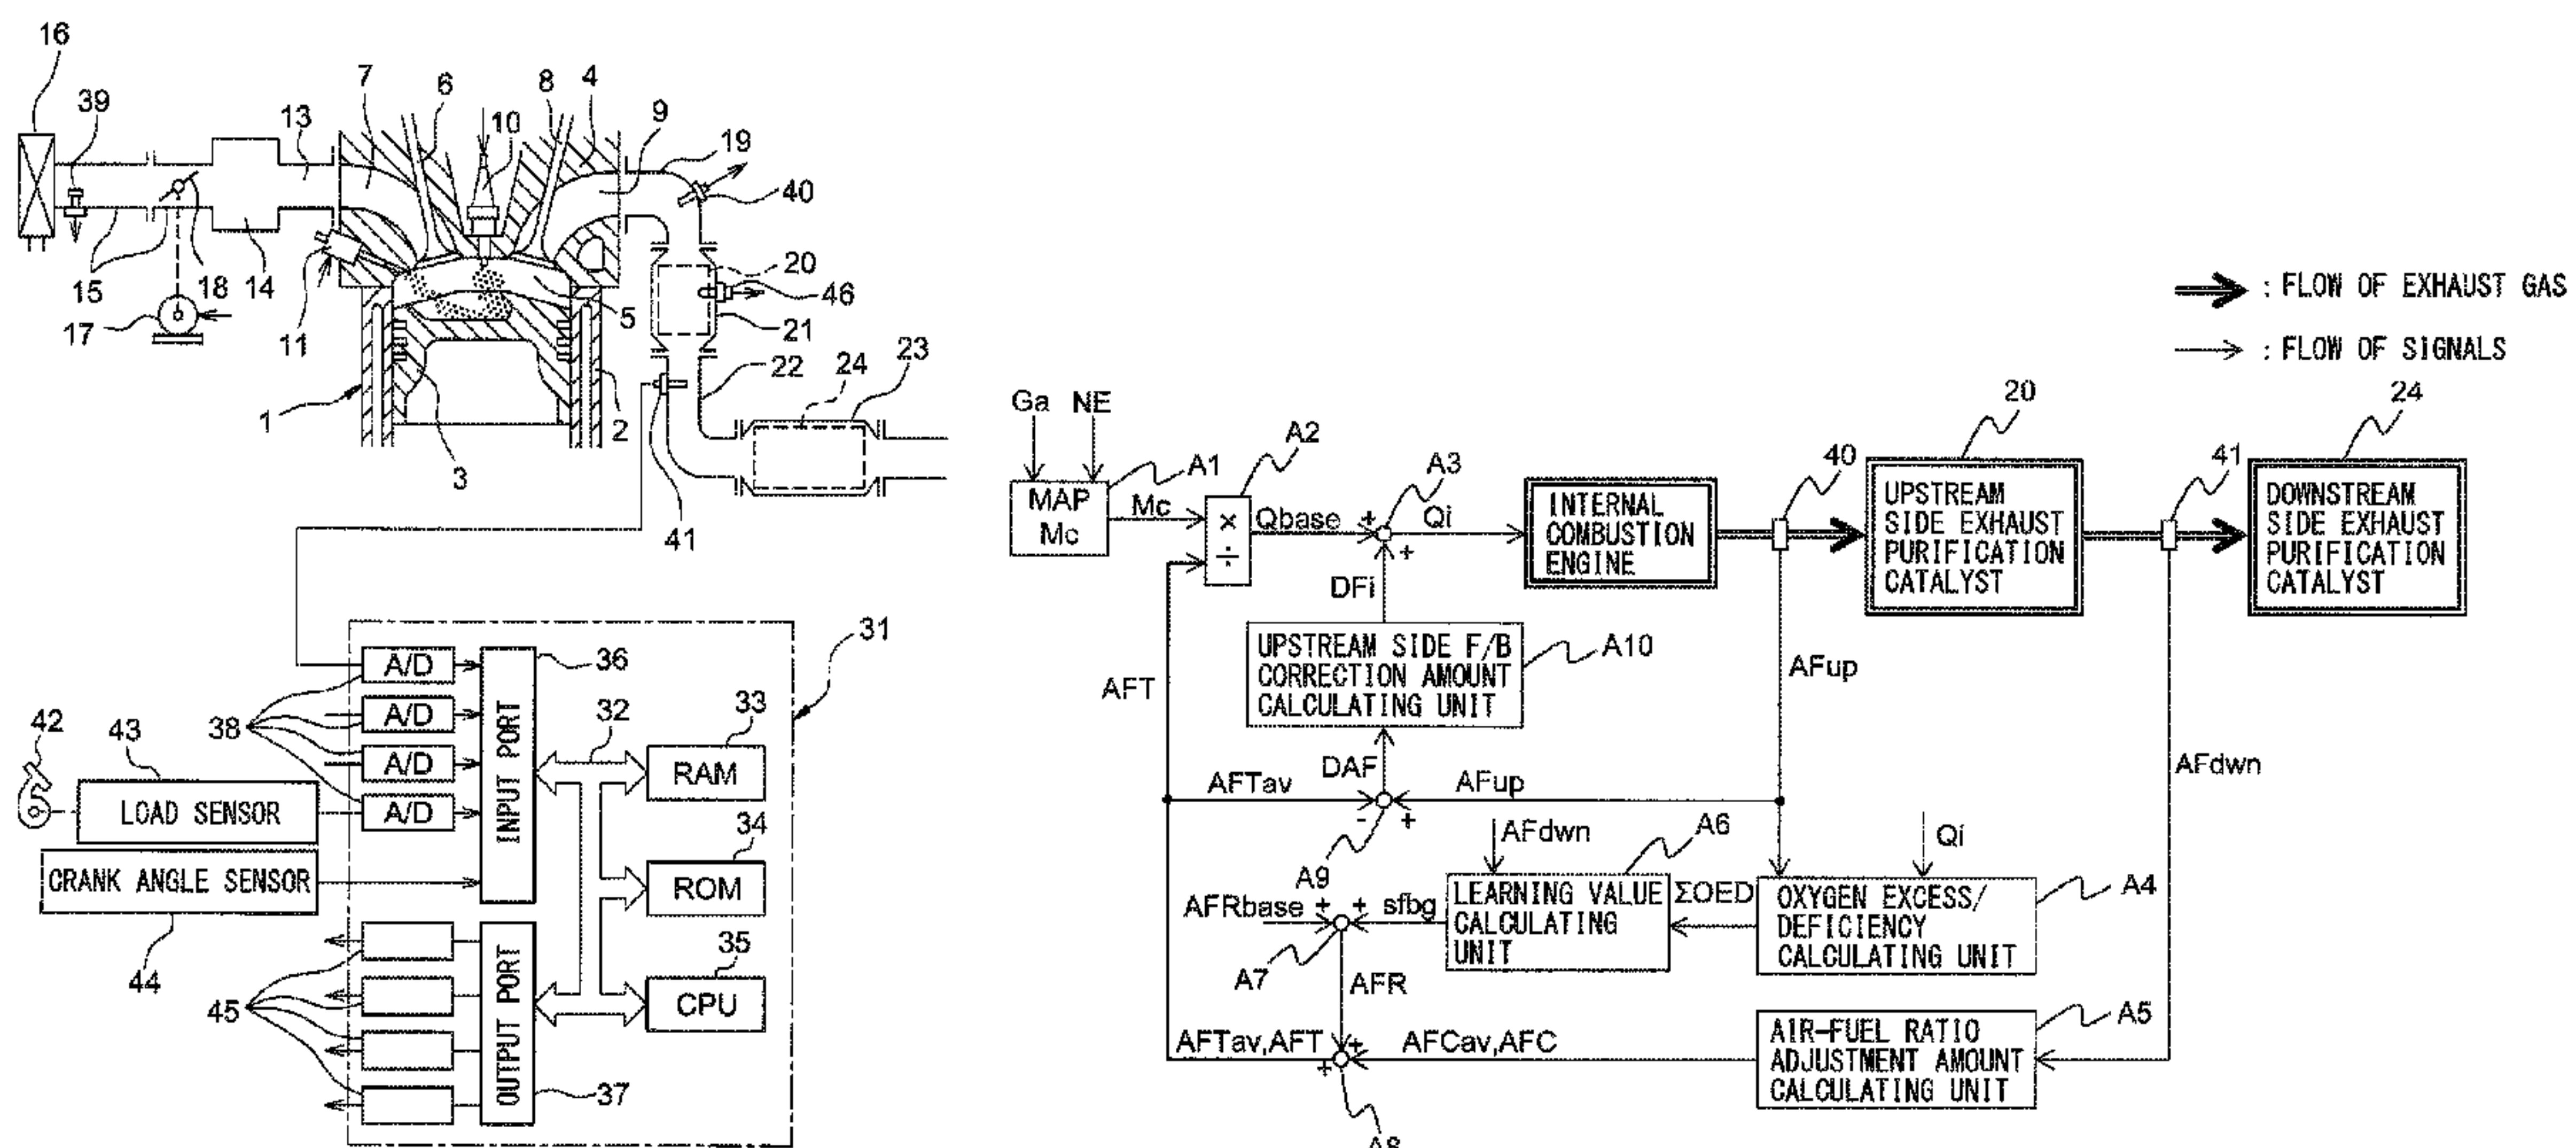 16
39
7
6
10
8
4
9
13
19
40
20
46
5
21
11
15
18
14
17
1
3
2
22
24
23
41
31
A/D
A/D
A/D
A/D
36
38
INPUT PORT
32
33
RAM
34
ROM
35
CPU
42
43
LOAD SENSOR
CRANK ANGLE SENSOR
44
45
OUTPUT PORT
37
: FLOW OF EXHAUST GAS
: FLOW OF SIGNALS
Ga
NE
A1
MAP
Mc
Mc
A2
×
÷
Qbase
+
A3
Qi
+
INTERNAL
COMBUSTION
ENGINE
40
20
UPSTREAM
SIDE EXHAUST
PURIFICATION
CATALYST
41
24
DOWNSTREAM
SIDE EXHAUST
PURIFICATION
CATALYST
DFi
UPSTREAM SIDE F/B
CORRECTION AMOUNT
CALCULATING UNIT
A10
AFT
AFup
AFdwn
DAF
AFTav
AFup
-
+
A9
AFdwn
A6
Qi
AFRbase
+
+
sfbg
LEARNING VALUE
CALCULATING
UNIT
ΣOED
OXYGEN EXCESS/
DEFICIENCY
CALCULATING UNIT
A4
A7
AFR
AFTav,AFT
+
+
AFCav,AFC
AIR-FUEL RATIO
ADJUSTMENT AMOUNT
CALCULATING UNIT
A5
A8